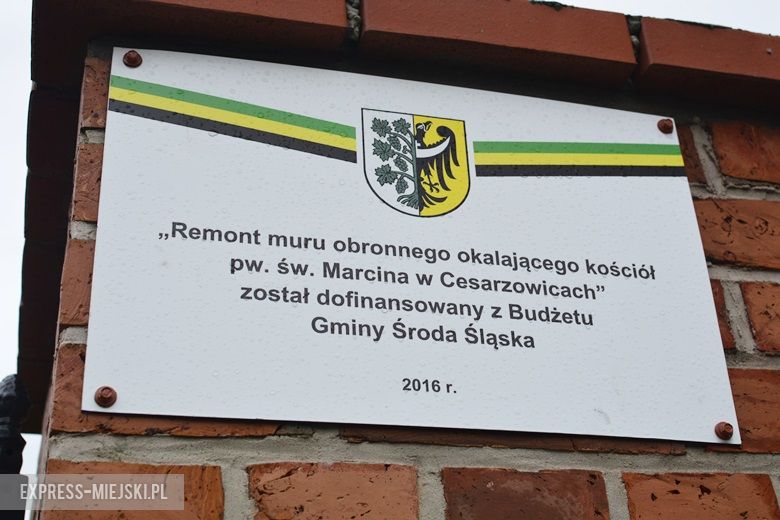 „Remont muru obronnego okalającego kościół
pw. św. Marcina w Cesarzowicach”
został dofinansowany z Budżetu
Gminy Środa Śląska
2016 r.
EXPRESS-MIEJSKI.PL